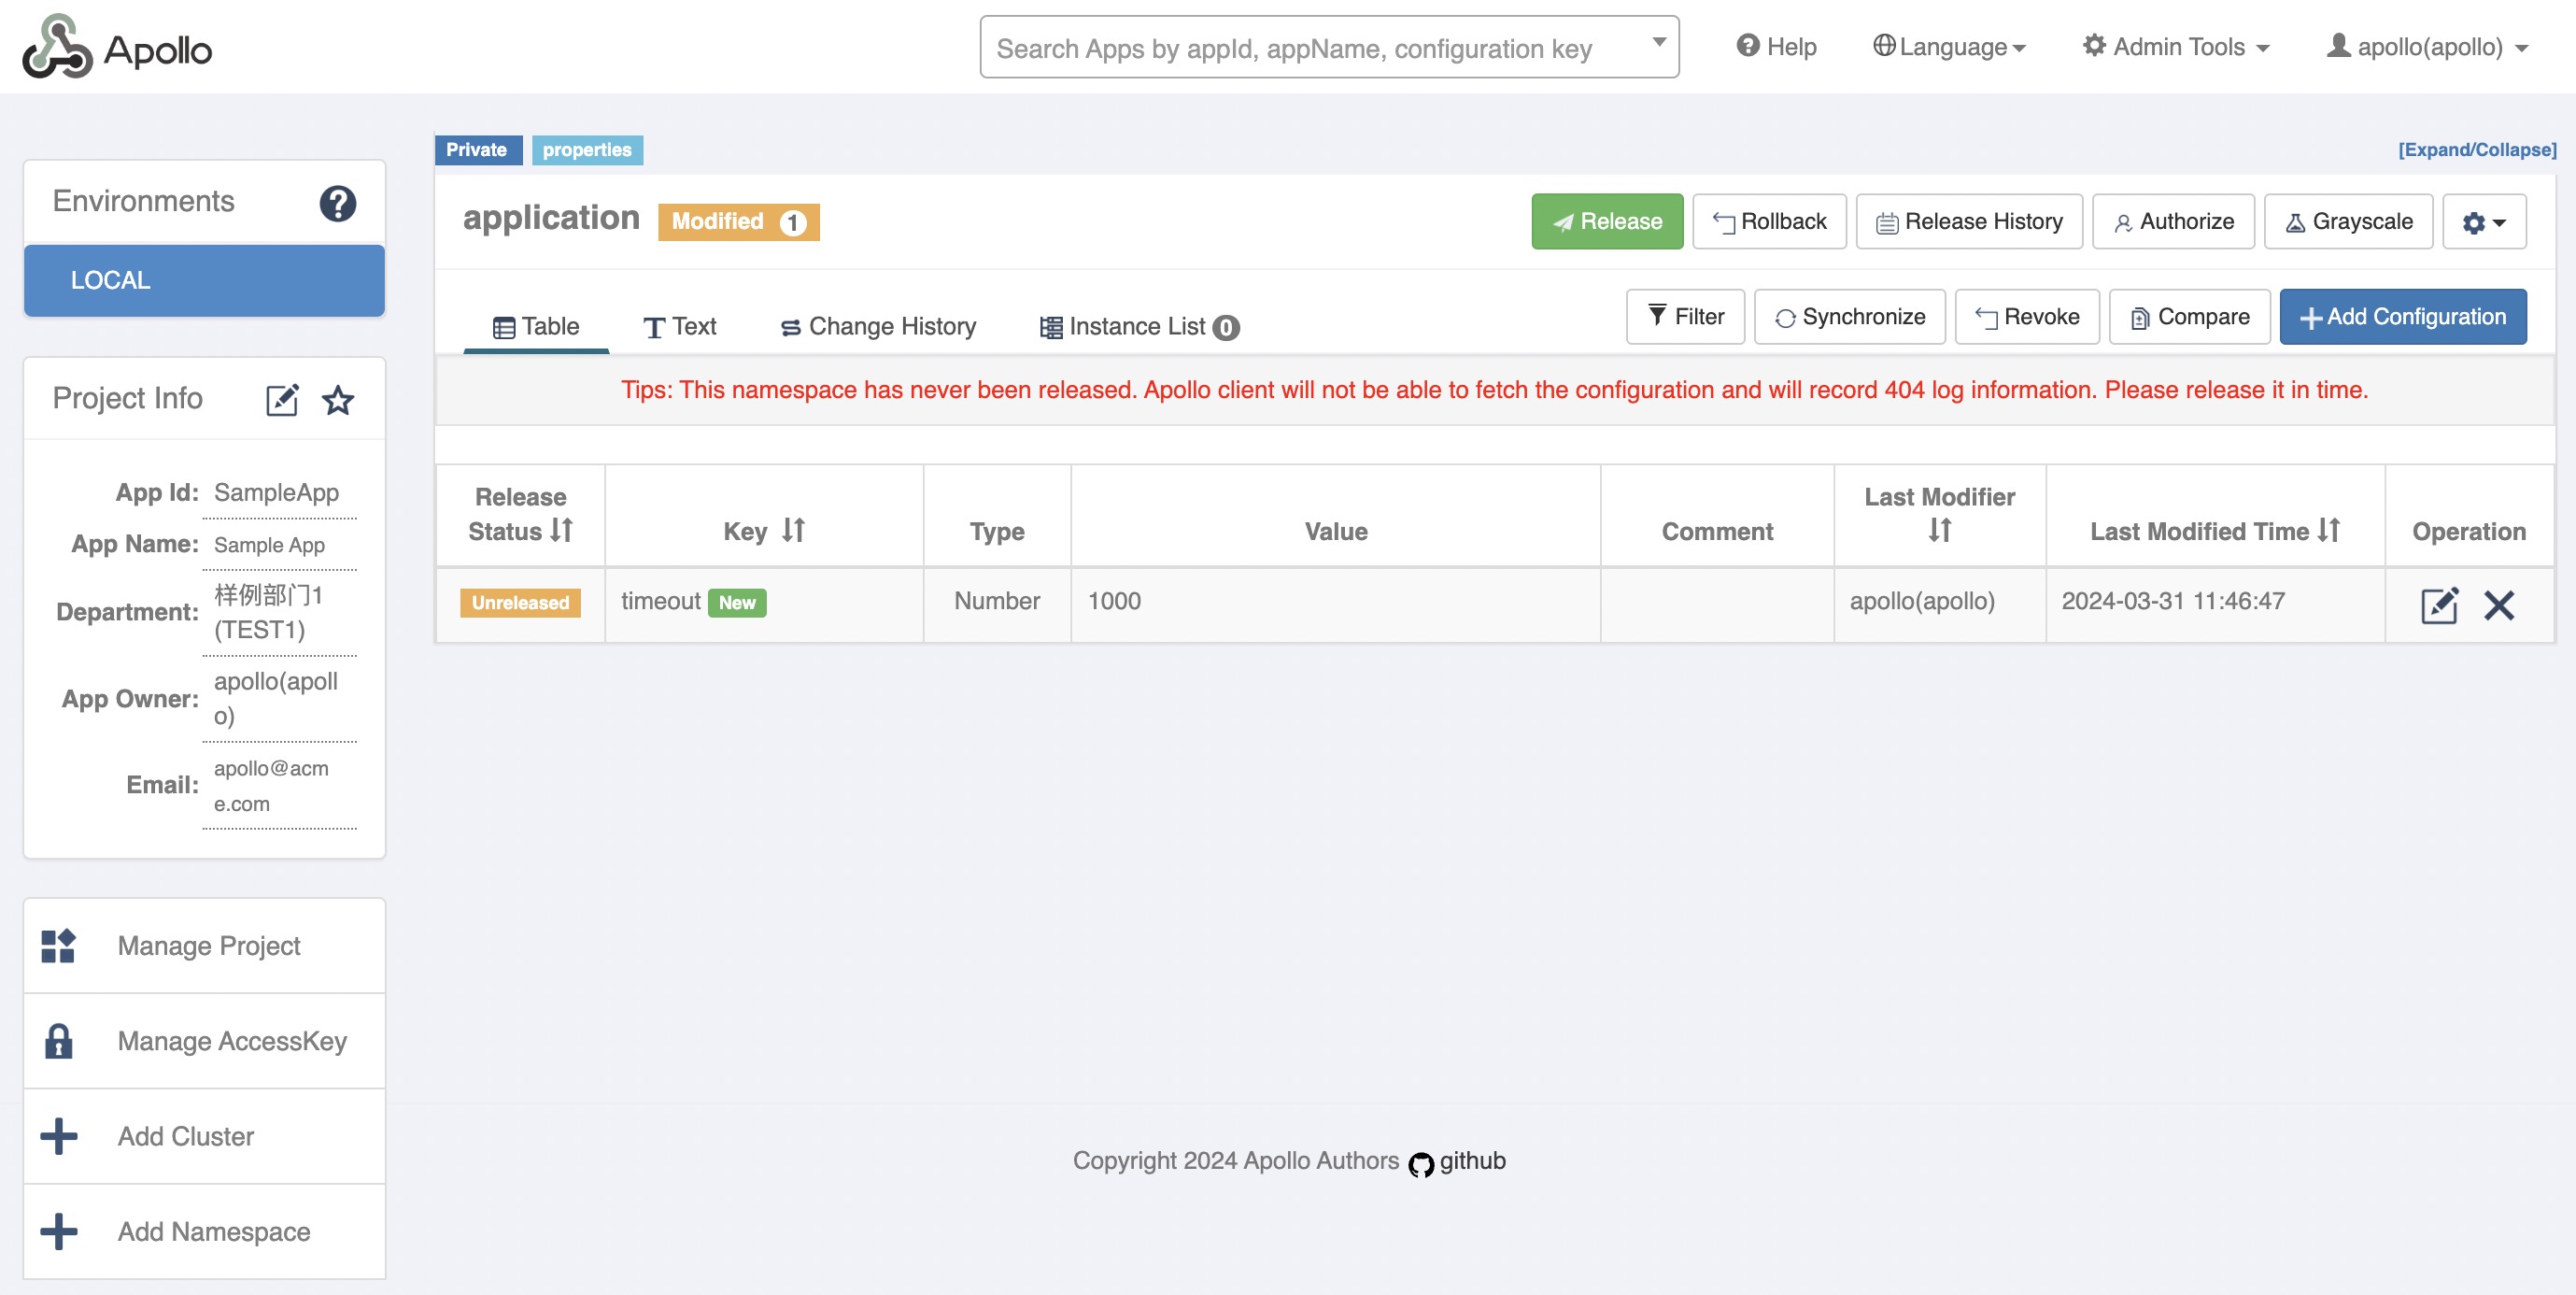 Apollo
Search Apps by appId, appName, configuration key
Help
Language
Admin Tools
apollo(apollo)
Environments
LOCAL
Project Info
App Id: SampleApp
App Name: Sample App
Department: 样例部门1
(TEST1)
App Owner: apollo(apoll
o)
Email: apollo@acm
e.com
Manage Project
Manage AccessKey
Add Cluster
Add Namespace
Private properties
[Expand/Collapse]
application Modified 1
Release
Rollback
Release History
Authorize
Grayscale
Table
Text
Change History
Instance List 0
Filter
Synchronize
Revoke
Compare
Add Configuration
Tips: This namespace has never been released. Apollo client will not be able to fetch the configuration and will record 404 log information. Please release it in time.
Release
Status
Key
Type
Value
Comment
Last Modifier
Last Modified Time
Operation
Unreleased
timeout New
Number
1000
apollo(apollo)
2024-03-31 11:46:47
Copyright 2024 Apollo Authors github